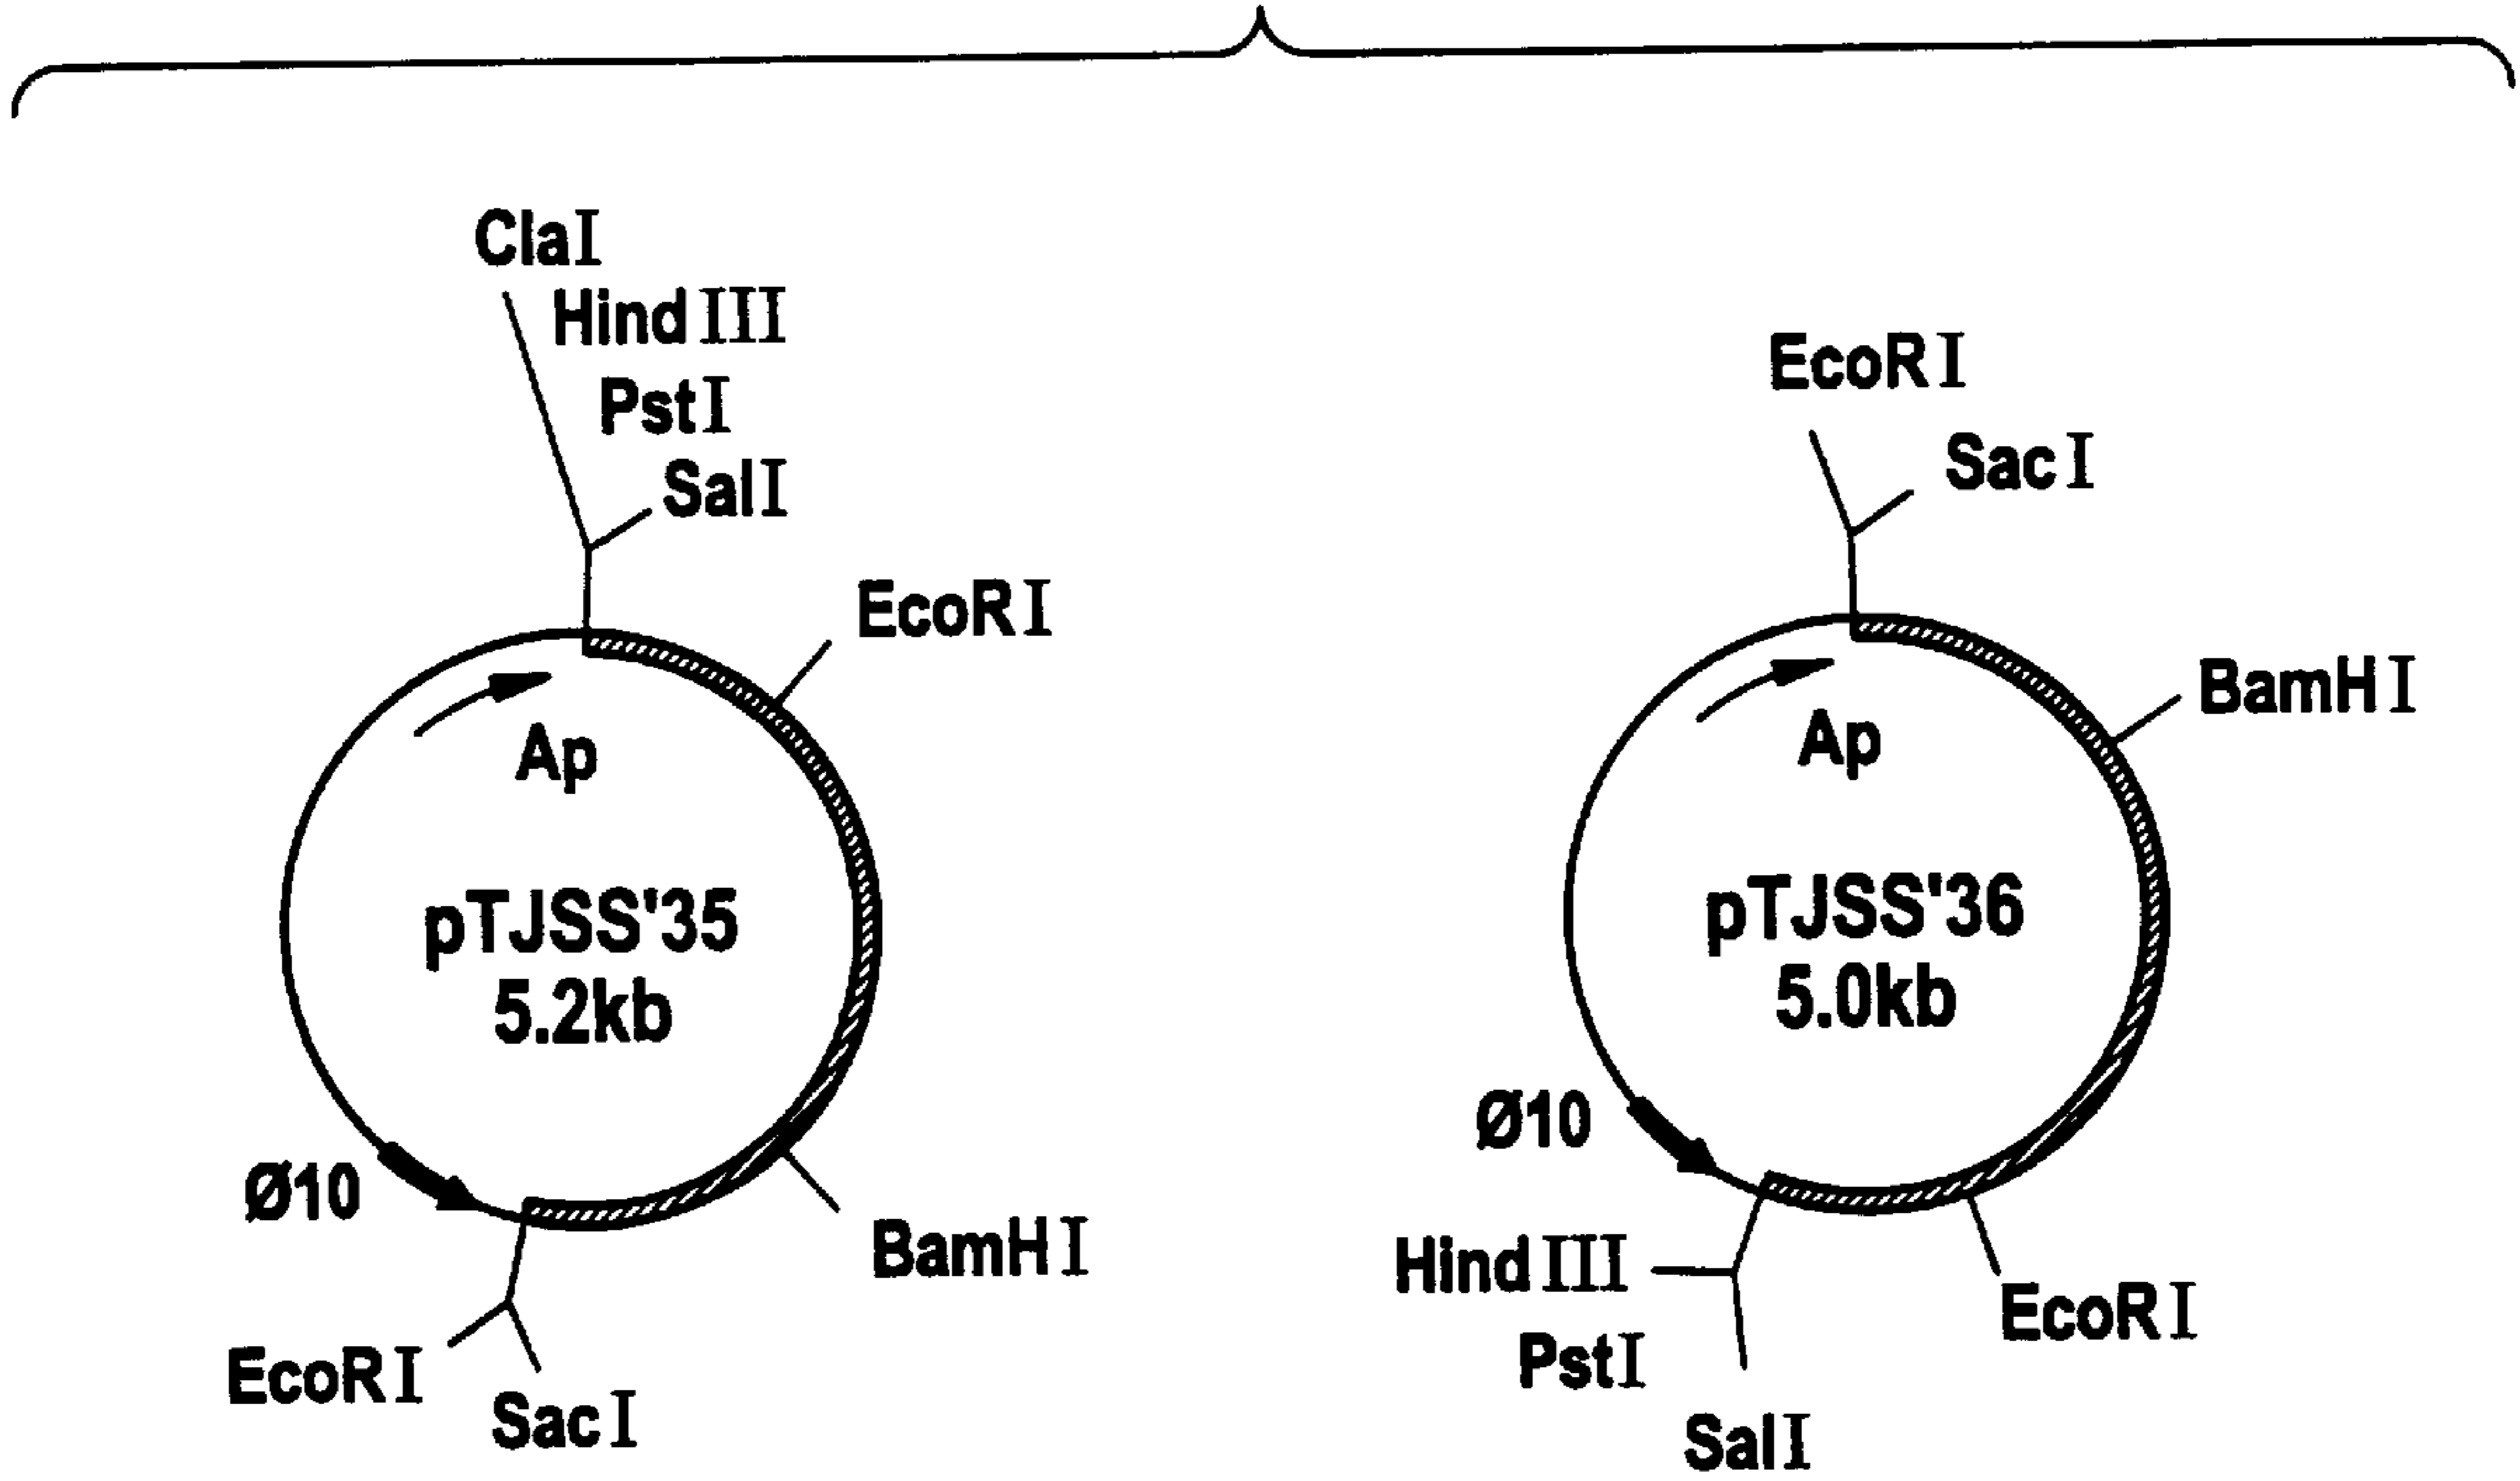 ClaI
HindIII
PstI
SalI
EcoRI
Ap
pTJSS'35
5.2kb
Ø10
BamHI
EcoRI
SacI
EcoRI
SacI
BamHI
Ap
pTJSS'36
5.0kb
Ø10
HindIII
EcoRI
PstI
SalI